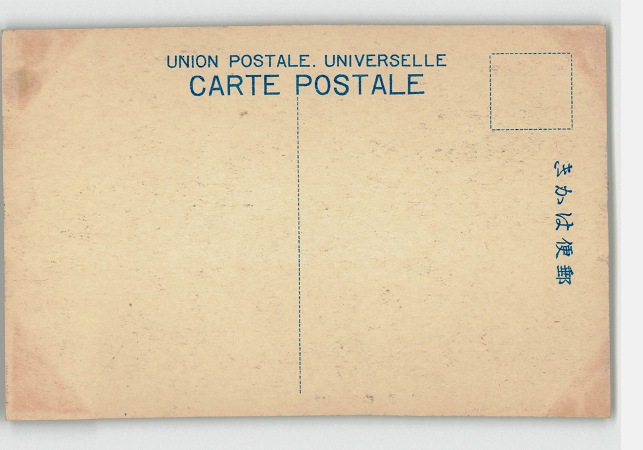 UNION POSTALE. UNIVERSELLE
CARTE POSTALE
きかは便郵